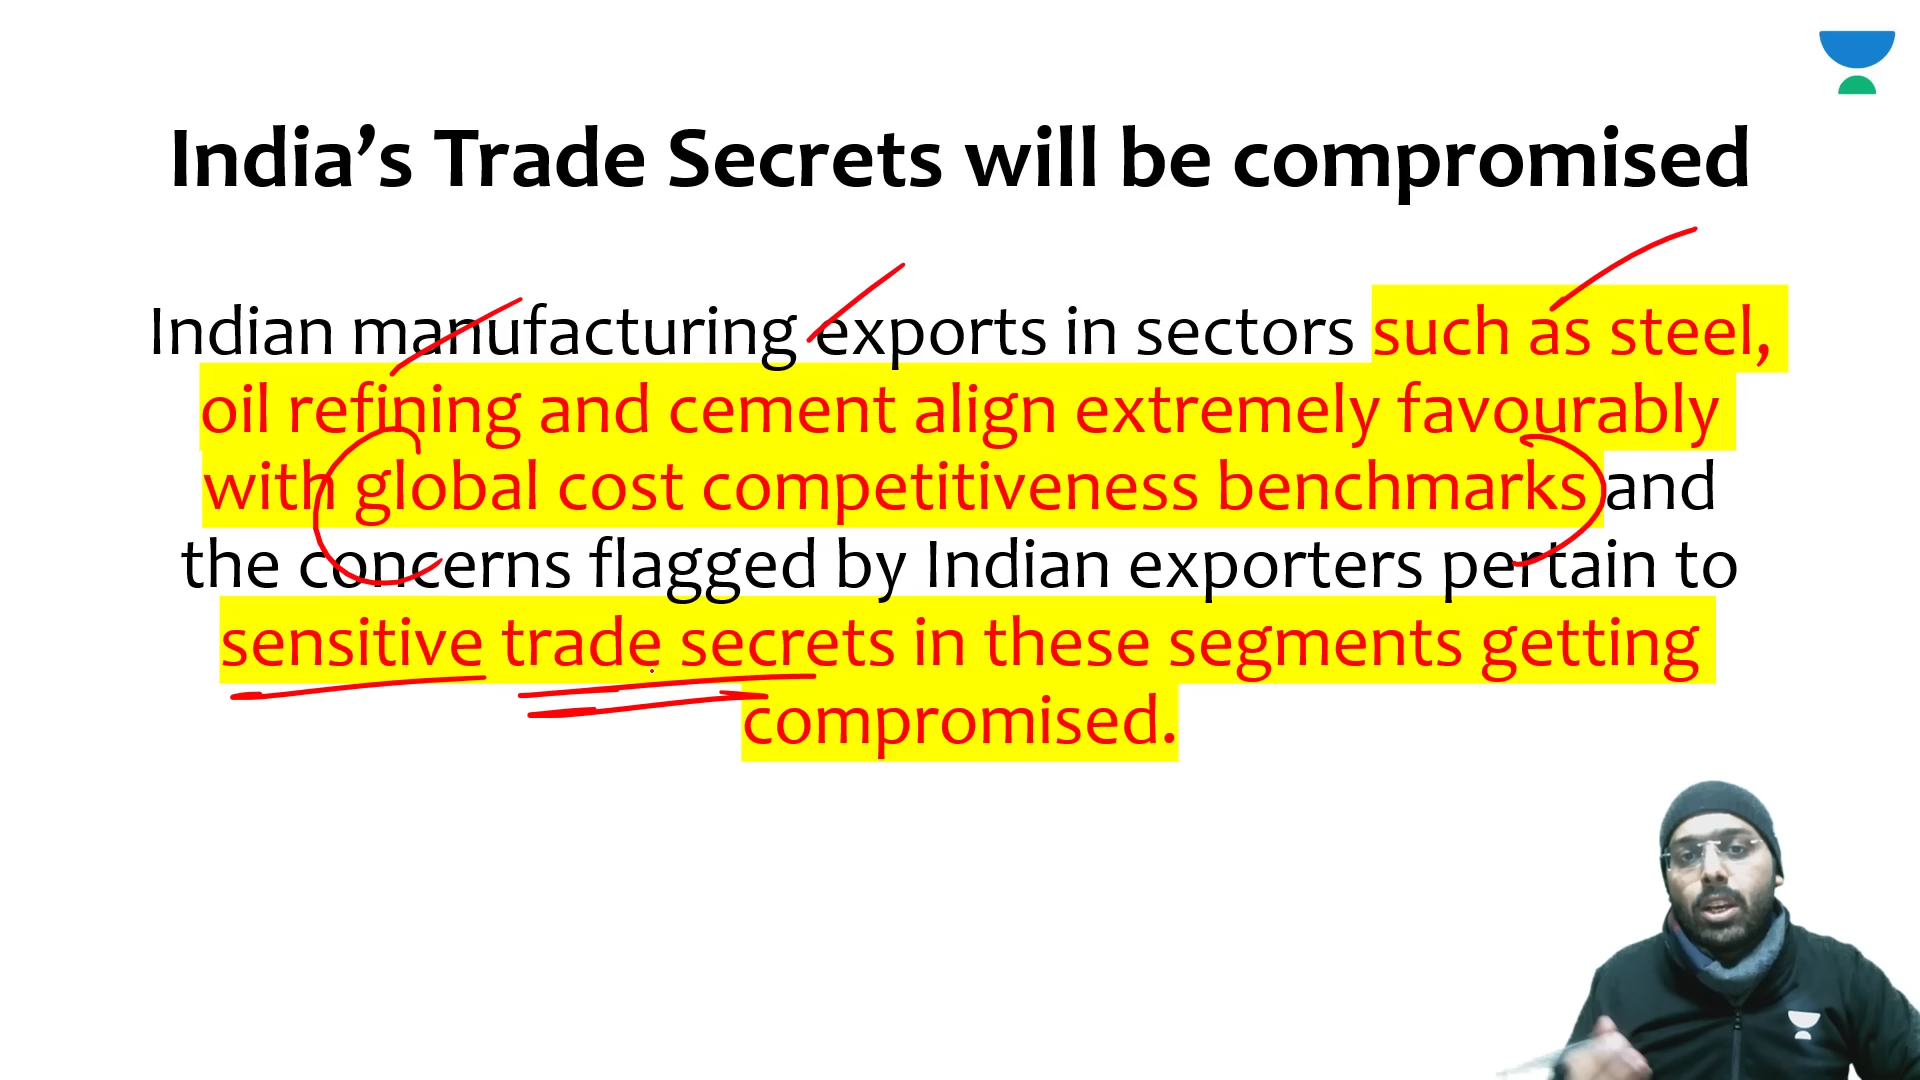 India’s Trade Secrets will be compromised
Indian manufacturing exports in sectors such as steel,
oil refining and cement align extremely favourably
with global cost competitiveness benchmarks and
the concerns flagged by Indian exporters pertain to
sensitive trade secrets in these segments getting
compromised.